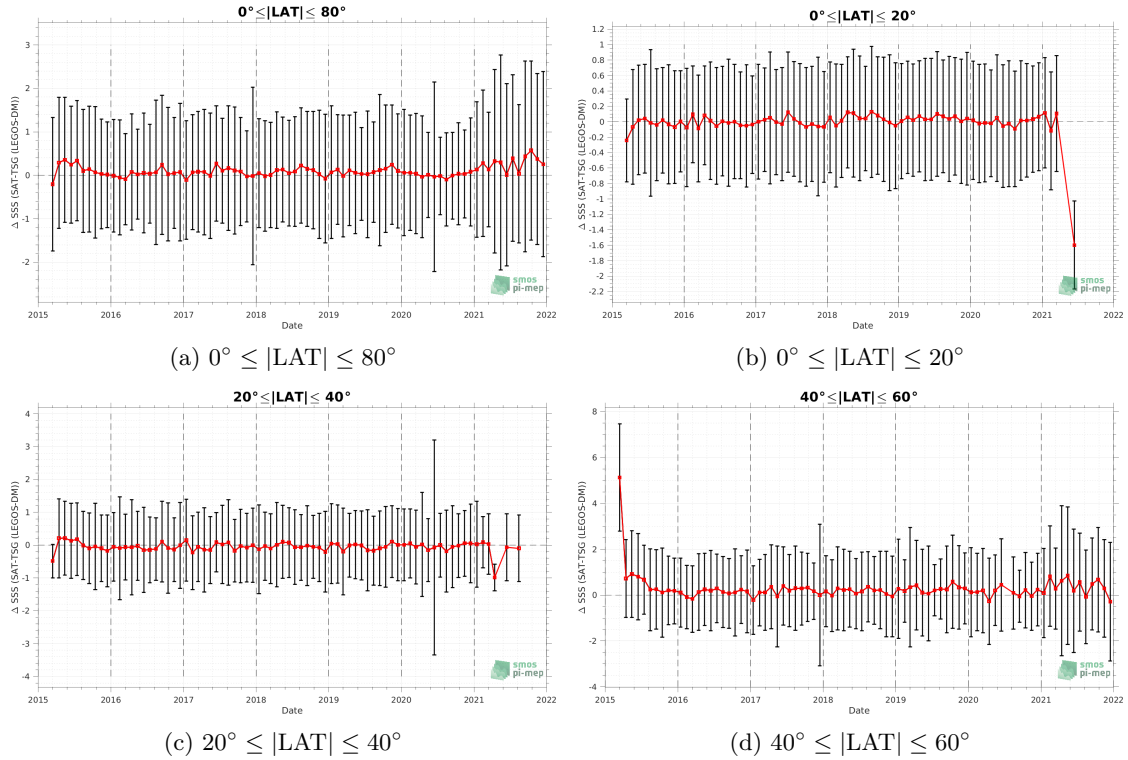 0°≤|LAT|≤ 80°
Δ SSS (SAT-TSG (LEGOS-DM))
3
2
1
0
-1
-2
2015 2016 2017 2018 2019 2020 2021 2022
Date
smos
pi-mep
(a) 0° ≤ |LAT| ≤ 80°
0°≤|LAT|≤ 20°
Δ SSS (SAT-TSG (LEGOS-DM))
1.2
1
0.8
0.6
0.4
0.2
0
-0.2
-0.4
-0.6
-0.8
-1
-1.2
-1.4
-1.6
-1.8
-2
-2.2
2015 2016 2017 2018 2019 2020 2021 2022
Date
smos
pi-mep
(b) 0° ≤ |LAT| ≤ 20°
20°≤|LAT|≤ 40°
Δ SSS (SAT-TSG (LEGOS-DM))
4
3
2
1
0
-1
-2
-3
-4
2015 2016 2017 2018 2019 2020 2021 2022
Date
smos
pi-mep
(c) 20° ≤ |LAT| ≤ 40°
40°≤|LAT|≤ 60°
Δ SSS (SAT-TSG (LEGOS-DM))
8
6
4
2
0
-2
-4
2015 2016 2017 2018 2019 2020 2021 2022
Date
smos
pi-mep
(d) 40° ≤ |LAT| ≤ 60°